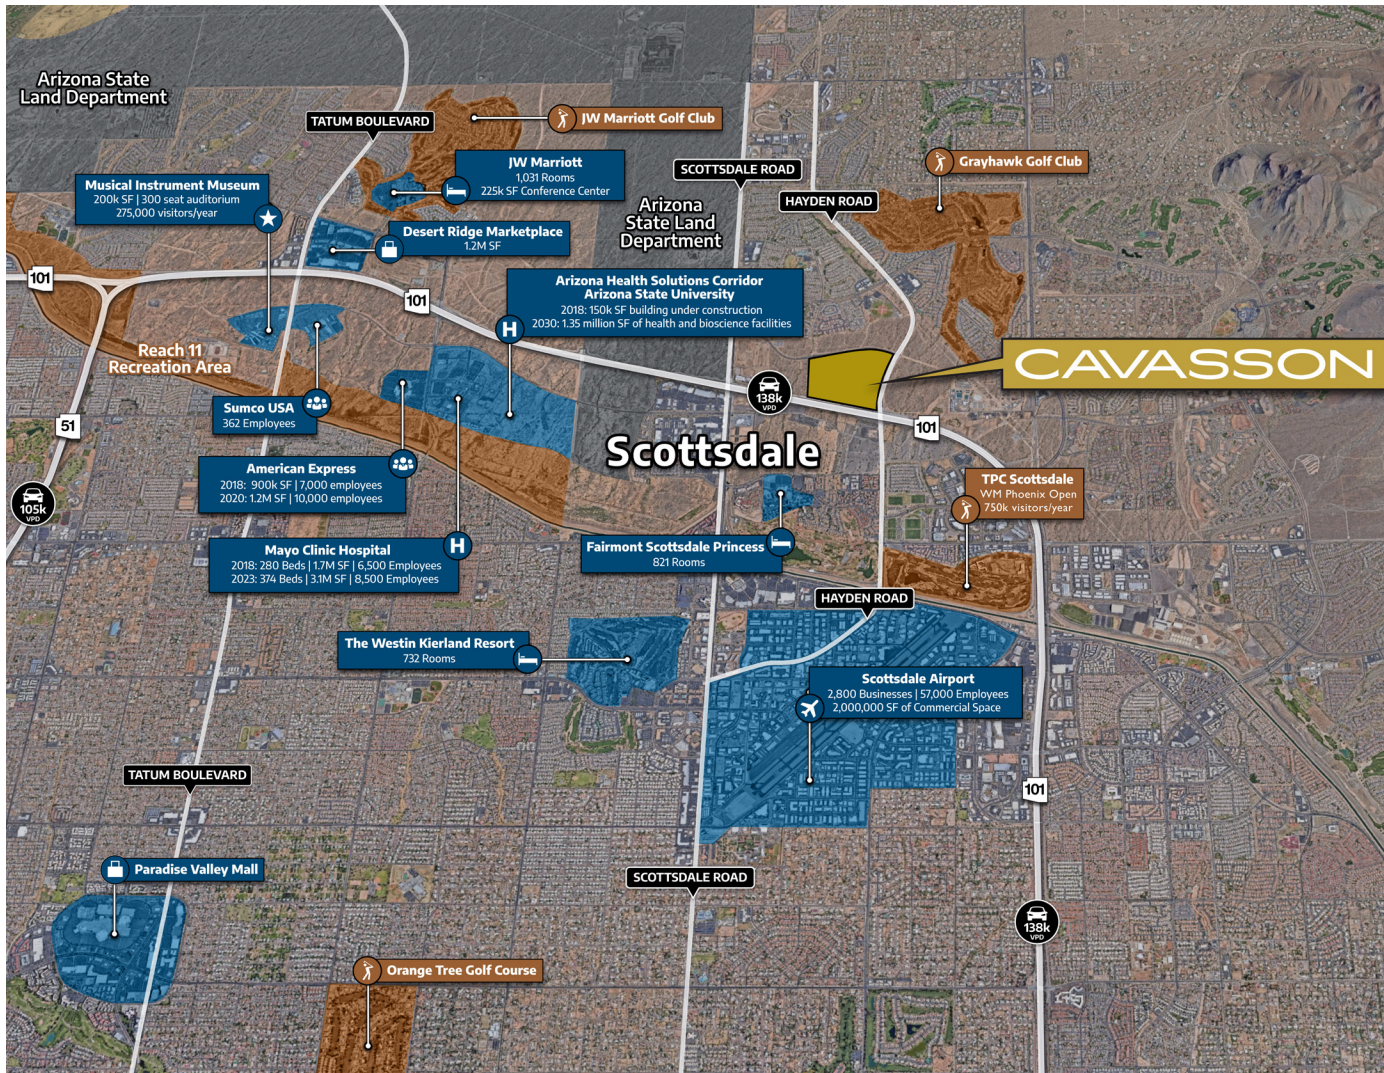 Arizona State
Land Department
TATUM BOULEVARD
JW Marriott Golf Club
JW Marriott
1,031 Rooms
225k SF Conference Center
SCOTTSDALE ROAD
Grayhawk Golf Club
Musical Instrument Museum
200k SF | 300 seat auditorium
275,000 visitors/year
HAYDEN ROAD
Arizona
State Land
Department
Desert Ridge Marketplace
1.2M SF
101
101
Arizona Health Solutions Corridor
Arizona State University
2018: 150k SF building under construction
2030: 1.35 million SF of health and bioscience facilities
H
Reach 11
Recreation Area
CAVASSON
138k
VPD
Sumco USA
362 Employees
51
101
Scottsdale
American Express
2018: 900k SF | 7,000 employees
2020: 1.2M SF | 10,000 employees
TPC Scottsdale
WM Phoenix Open
750k visitors/year
105k
VPD
Mayo Clinic Hospital
2018: 280 Beds | 1.7M SF | 6,500 Employees
2023: 374 Beds | 3.1M SF | 8,500 Employees
H
Fairmont Scottsdale Princess
821 Rooms
HAYDEN ROAD
The Westin Kierland Resort
732 Rooms
Scottsdale Airport
2,800 Businesses | 57,000 Employees
2,000,000 SF of Commercial Space
TATUM BOULEVARD
101
Paradise Valley Mall
SCOTTSDALE ROAD
138k
VPD
Orange Tree Golf Course